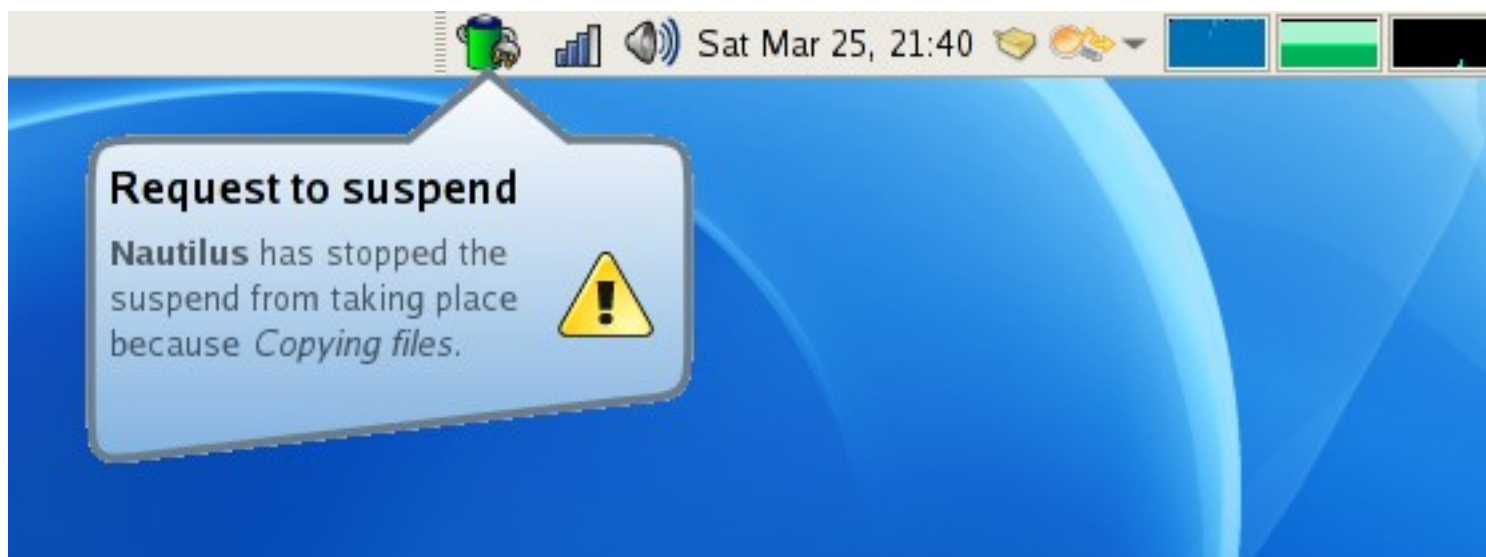 Sat Mar 25, 21:40
Request to suspend
Nautilus has stopped the
suspend from taking place
because Copying files.